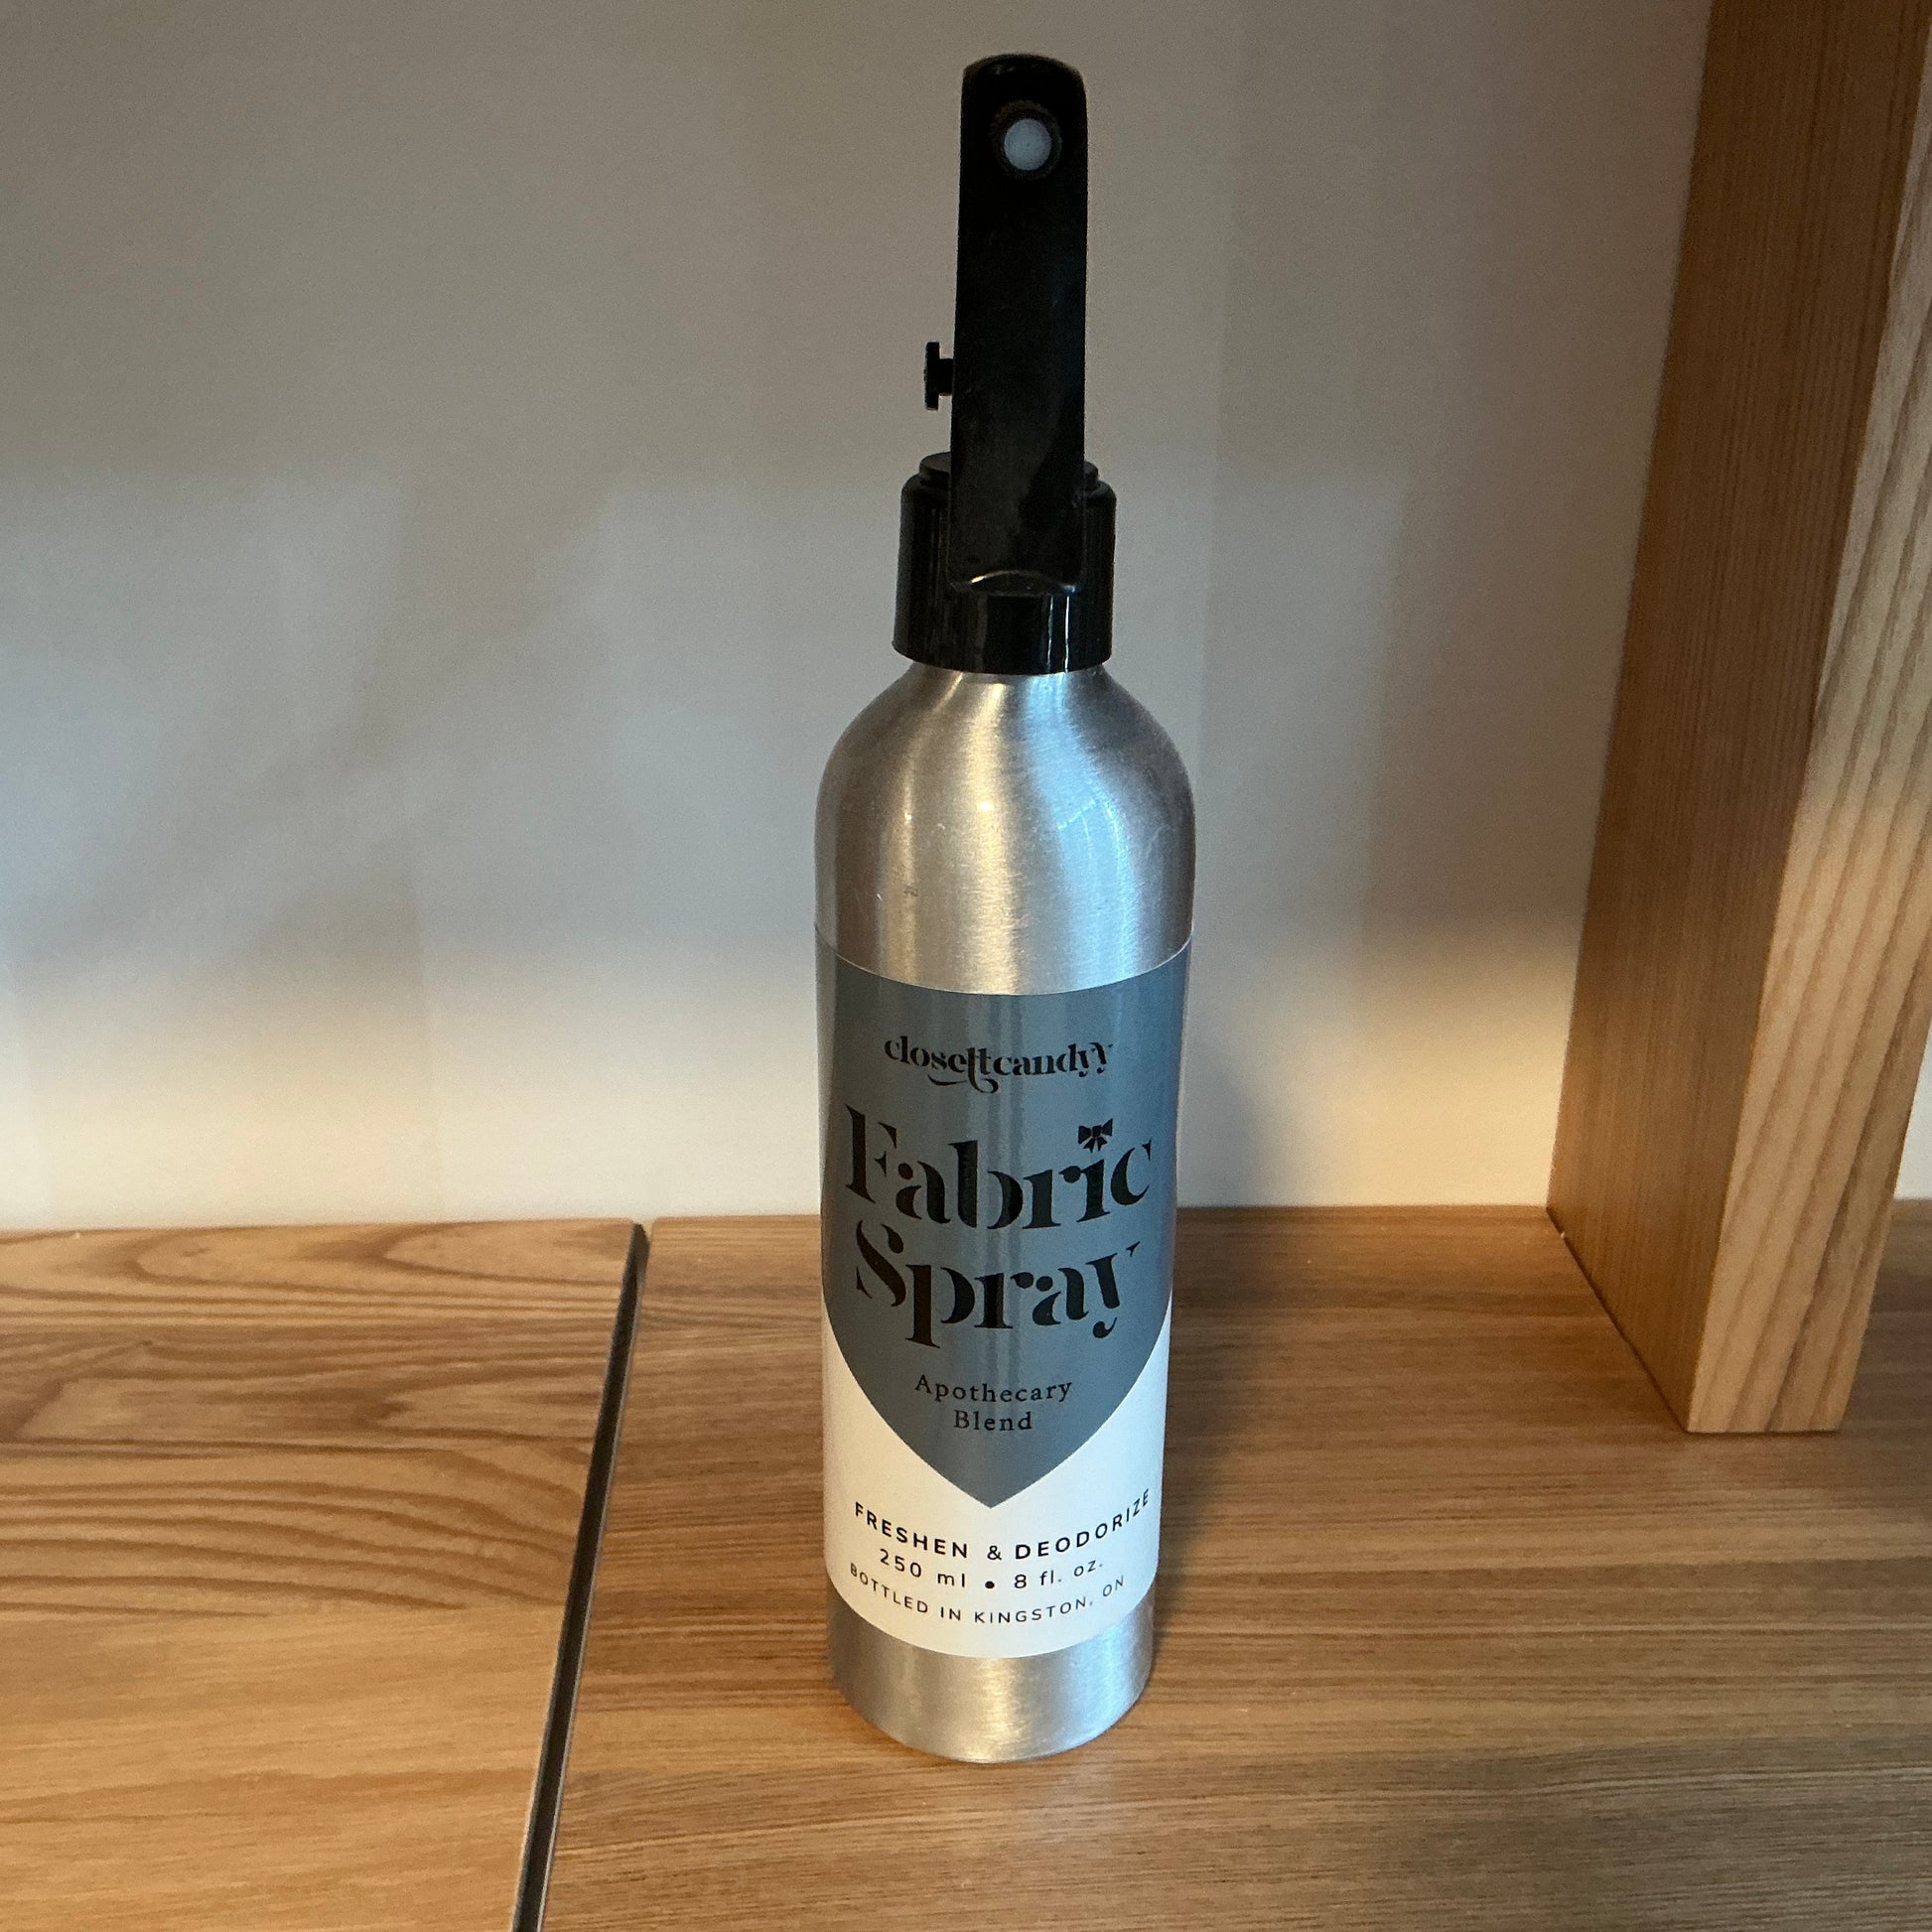 closettcandyy
Fabric
Spray
Apothecary
Blend
FRESHEN & DEODORIZE
250 ml • 8 fl. oz.
BOTTLED IN KINGSTON, ON